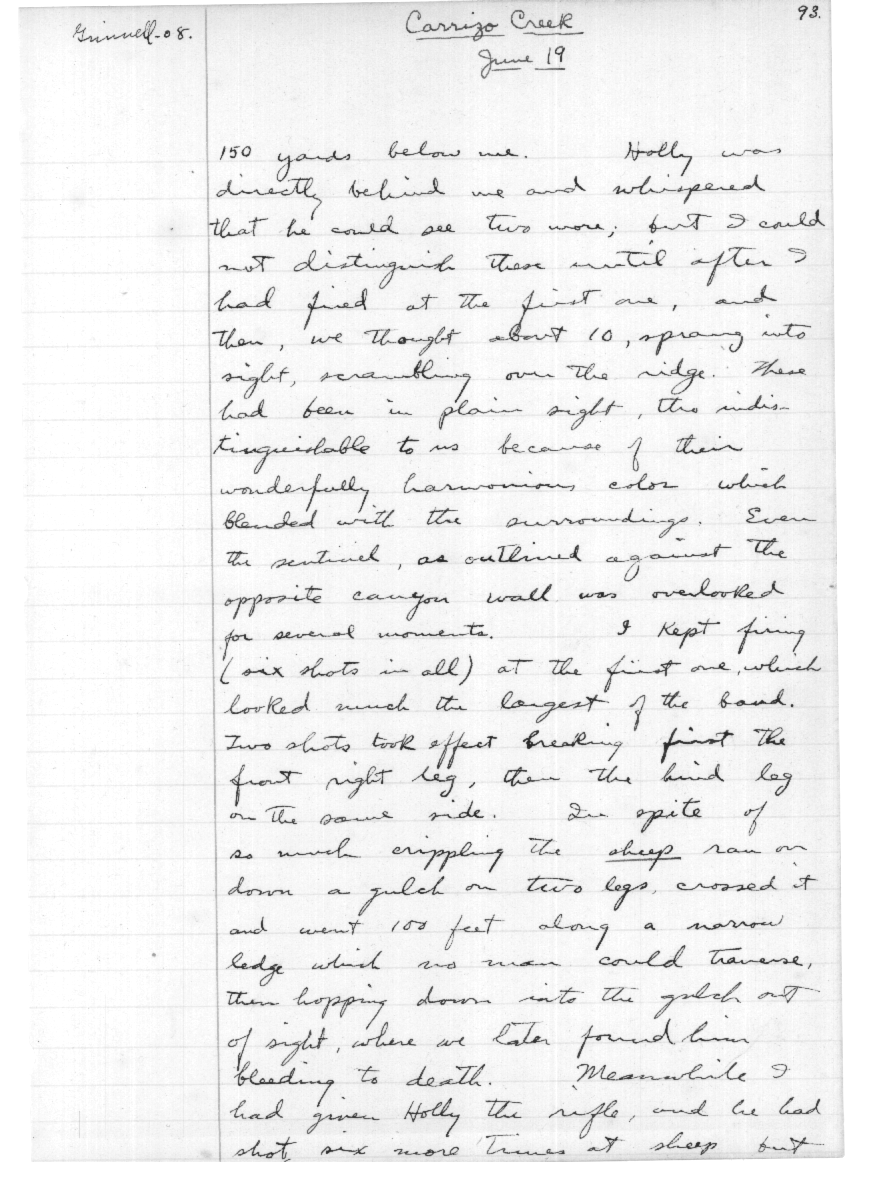 Grinnell-08.
Carrizo Creek
93.
June 19
150 yards below me. Holly was
directly behind me and whispered
that he could see two more; but I could
not distinguish these until after I
had fired at the first one, and
then, we thought about 10, sprang into
sight, scrambling over the ridge. These
had been in plain sight, tho indis-
tinguishable to us because of their
wonderfully harmonious color which
blended with the surroundings. Even
the sentinel, as outlined against the
opposite canyon wall was overlooked
for several moments. I kept firing
(six shots in all) at the first one, which
looked much the largest of the band.
Two shots took effect breaking first the
front right leg, then the hind leg
on the same side. In spite of
so much crippling the sheep ran on
down a gulch on two legs, crossed it
and went 100 feet along a narrow
ledge which no man could traverse,
then hopping down into the gulch out
of sight, where we later found him
bleeding to death. Meanwhile I
had given Holly the rifle, and he had
shot six more times at sheep but